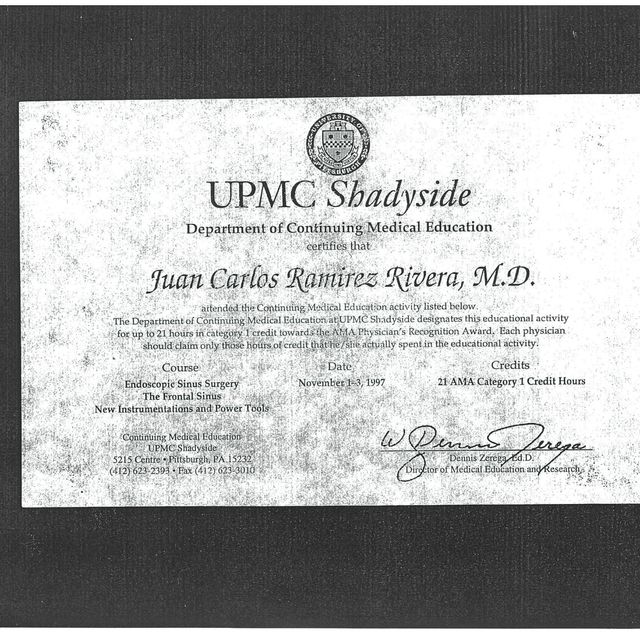 UNIVERSITY OF
PITTSBURGH
UPMC Shadyside
Department of Continuing Medical Education
certifies that
Juan Carlos Ramirez Rivera, M.D.
attended the Continuing Medical Education activity listed below.
The Department of Continuing Medical Education at UPMC Shadyside designates this educational activity
for up to 21 hours in category 1 credit towards the AMA Physician's Recognition Award. Each physician
should claim only those hours of credit that he/she actually spent in the educational activity.
Course Date Credits
Endoscopic Sinus Surgery November 1-3, 1997 21 AMA Category 1 Credit Hours
The Frontal Sinus
New Instrumentations and Power Tools
Continuing Medical Education
UPMC Shadyside
5215 Centre • Pittsburgh, PA 15232
(412) 623-2393 • Fax (412) 623-3010
W Dennis Zerega
Dennis Zerega, Ed.D.
Director of Medical Education and Research